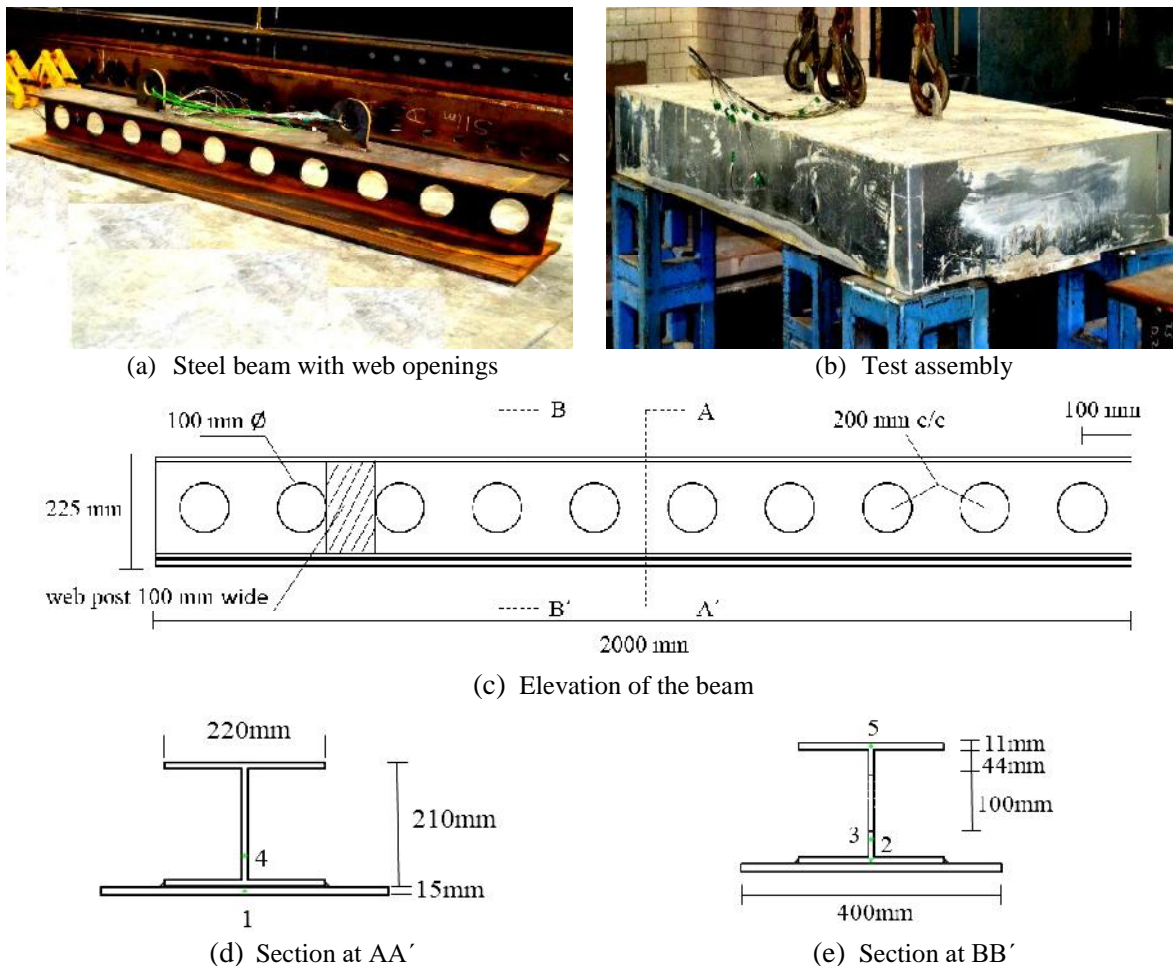 (a) Steel beam with web openings
(b) Test assembly
B
A
100 mm Ø
200 mm c/c
100 mm
225 mm
web post 100 mm wide
B´
A´
2000 mm
(c) Elevation of the beam
220mm
5
11mm
44mm
210mm
100mm
3
2
4
15mm
1
400mm
(d) Section at AA´
(e) Section at BB´